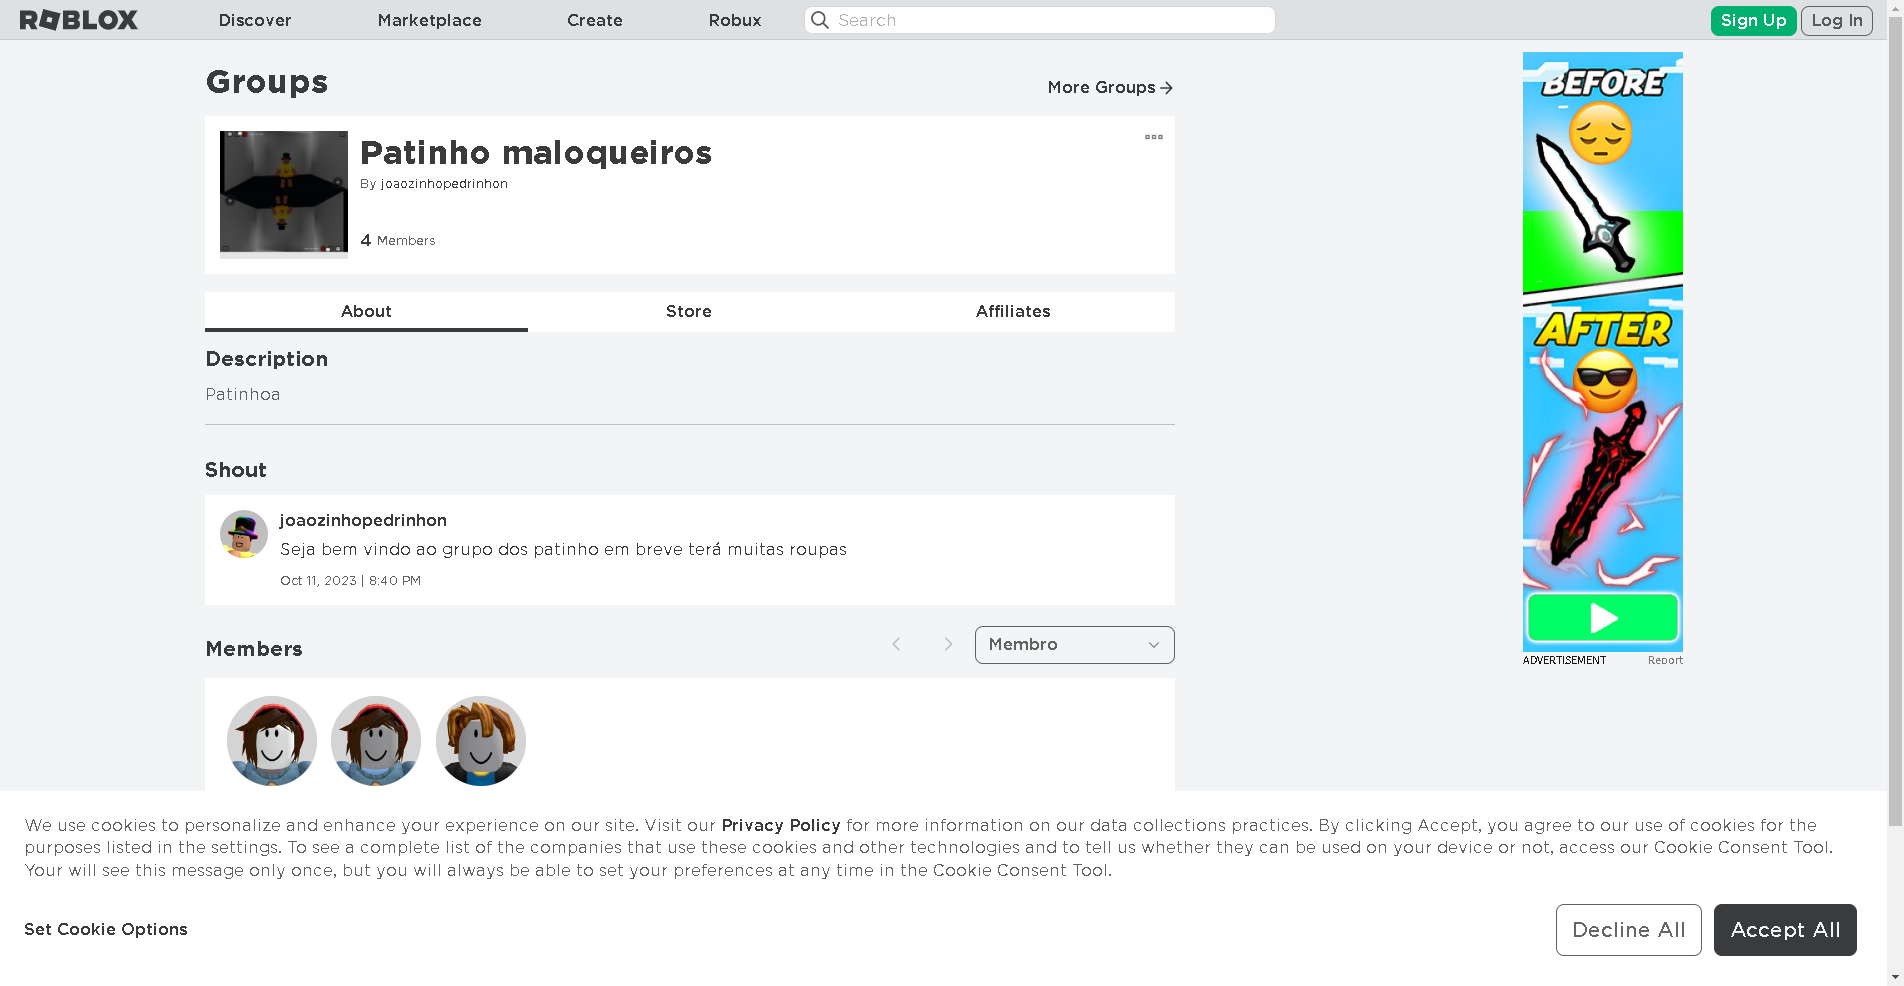 ROBLOX
Discover
Marketplace
Create
Robux
Search
Sign Up
Log In
Groups
More Groups
Patinho maloqueiros
By joaozinhopedrinhon
4 Members
About
Store
Affiliates
Description
Patinhoa
Shout
joaozinhopedrinhon
Seja bem vindo ao grupo dos patinho em breve terá muitas roupas
Oct 11, 2023 | 8:40 PM
Members
Membro
BEFORE
AFTER
ADVERTISEMENT
Report
We use cookies to personalize and enhance your experience on our site. Visit our Privacy Policy for more information on our data collections practices. By clicking Accept, you agree to our use of cookies for the
purposes listed in the settings. To see a complete list of the companies that use these cookies and other technologies and to tell us whether they can be used on your device or not, access our Cookie Consent Tool.
Your will see this message only once, but you will always be able to set your preferences at any time in the Cookie Consent Tool.
Set Cookie Options
Decline All
Accept All